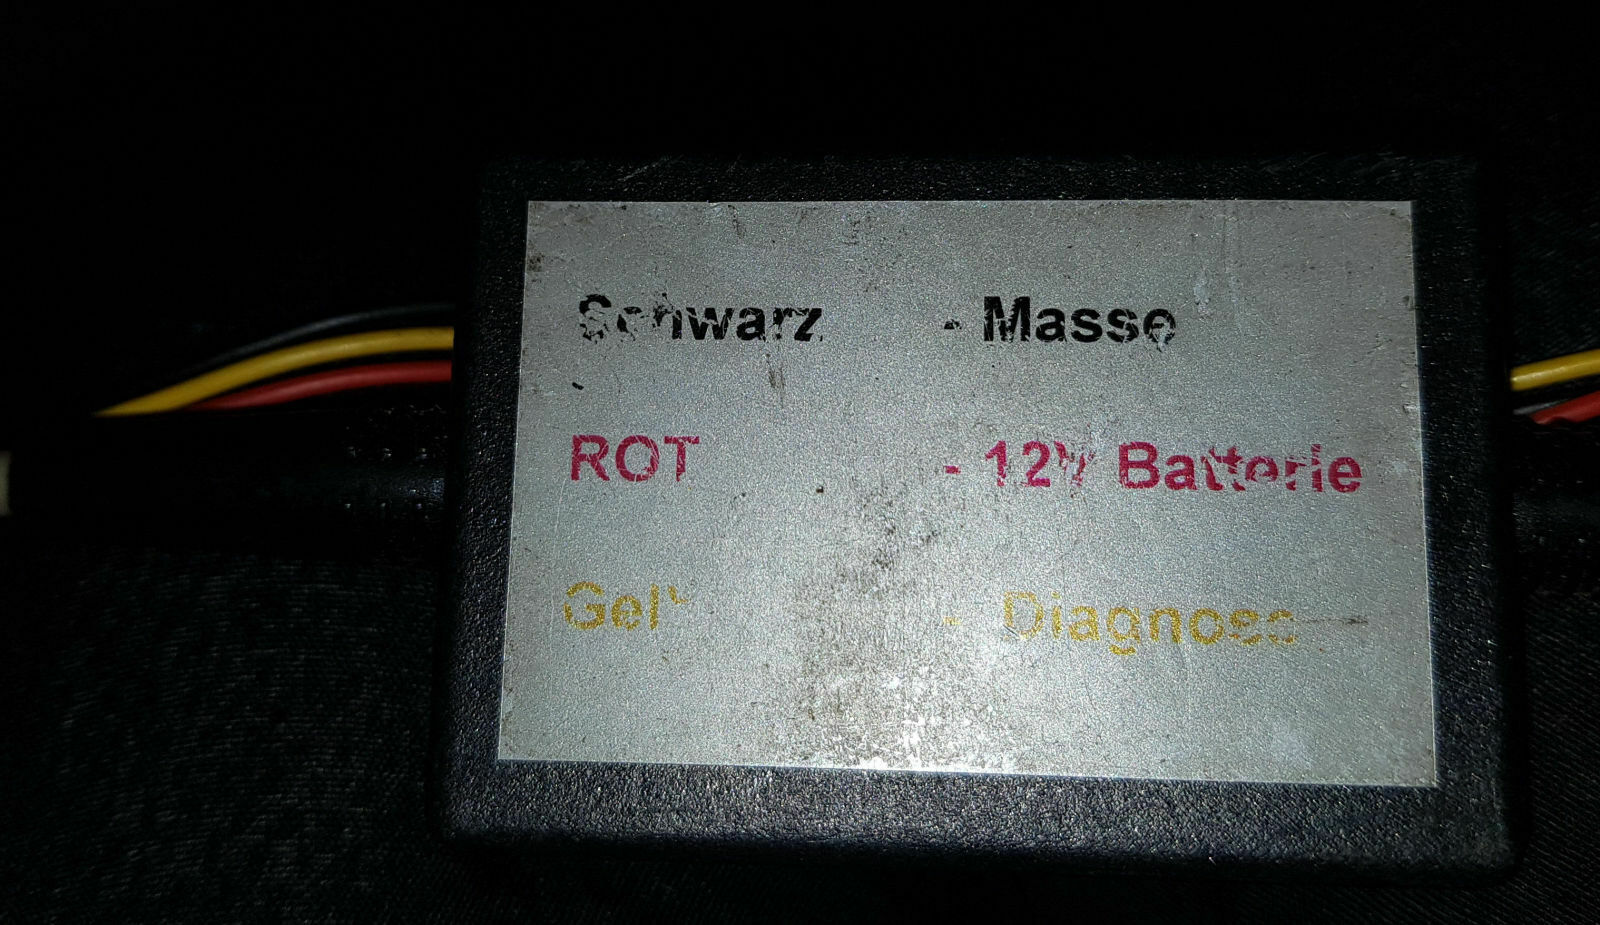 Schwarz - Masse
ROT - 12V Batterie
Gelb - Diagnose